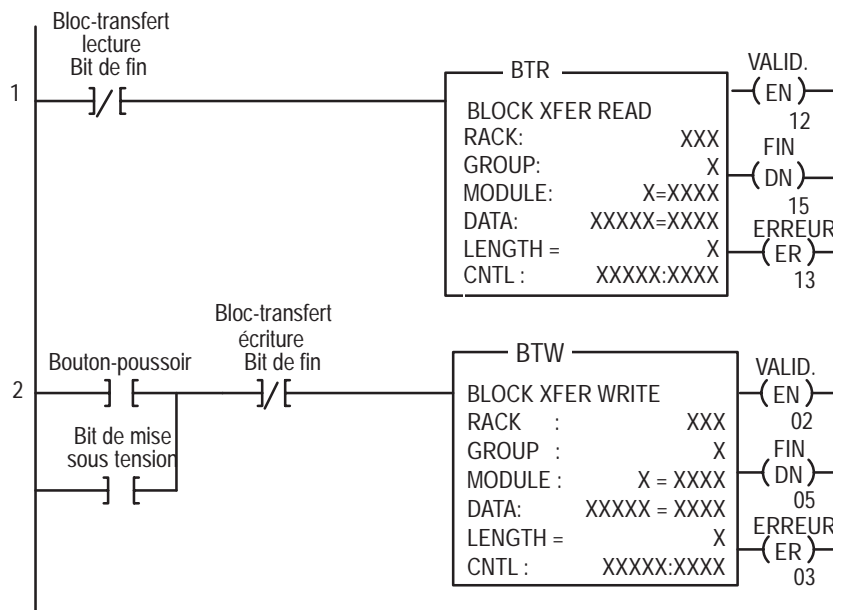 Bloc-transfert
lecture
Bit de fin
1
BTR
BLOCK XFER READ
RACK: XXX
GROUP: X
MODULE: X=XXXX
DATA: XXXXX=XXXX
LENGTH = X
CNTL : XXXXX:XXXX
VALID.
EN
12
FIN
DN
15
ERREUR
ER
13
Bloc-transfert
écriture
Bit de fin
Bouton-poussoir
2
Bit de mise
sous tension
BTW
BLOCK XFER WRITE
RACK : XXX
GROUP : X
MODULE : X = XXXX
DATA: XXXXX = XXXX
LENGTH = X
CNTL : XXXXX:XXXX
VALID.
EN
02
FIN
DN
05
ERREUR
ER
03